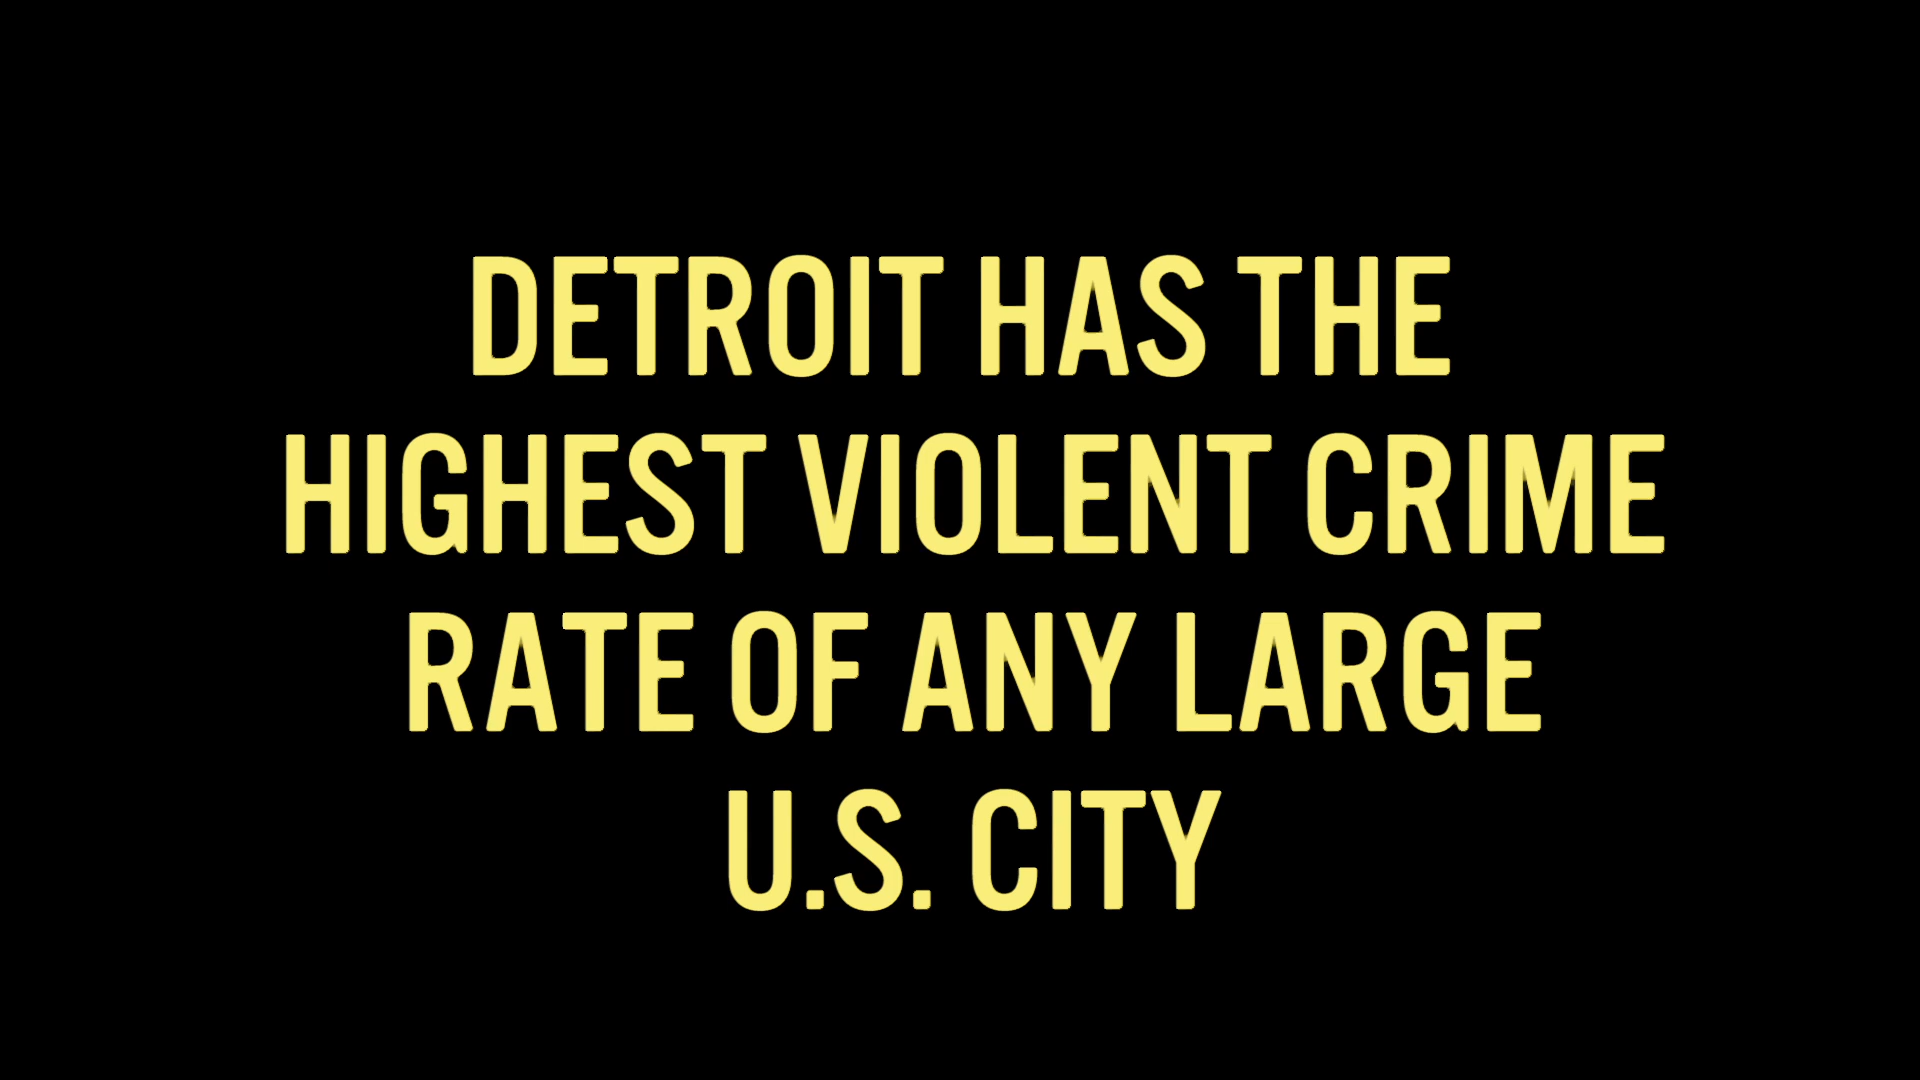 DETROIT HAS THE
HIGHEST VIOLENT CRIME
RATE OF ANY LARGE
U.S. CITY